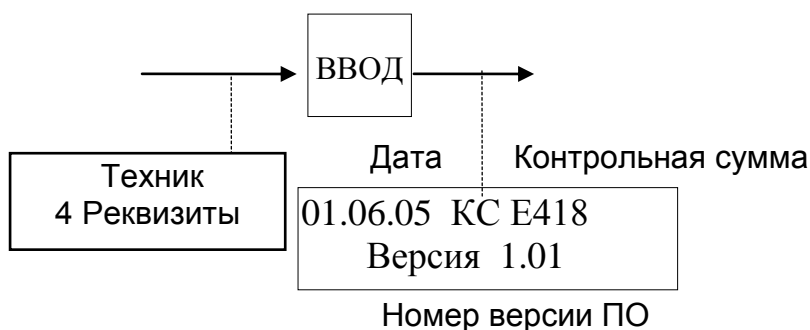 ВВОД
Дата Контрольная сумма
Техник
4 Реквизиты
01.06.05 КС Е418
Версия 1.01
Номер версии ПО